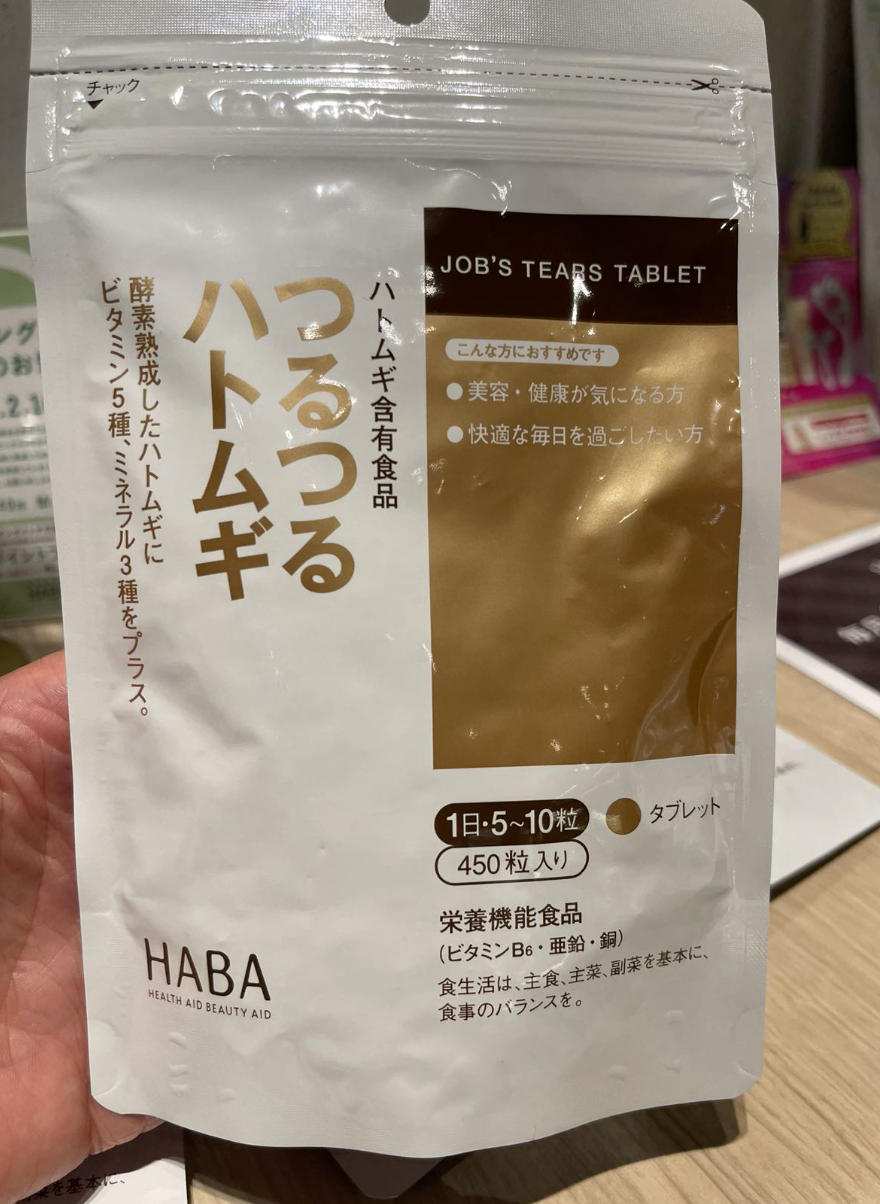 チャック
JOB'S TEARS TABLET
こんな方におすすめです
●美容・健康が気になる方
●快適な毎日を過ごしたい方
ハトムギ含有食品
つるつる
ハトムギ
酵素熟成したハトムギに
ビタミン5種、ミネラル3種をプラス。
1日・5~10粒
タブレット
450粒入り
栄養機能食品
(ビタミンB6・亜鉛・銅)
食生活は、主食、主菜、副菜を基本に、
食事のバランスを。
HABA
HEALTH AID BEAUTY AID